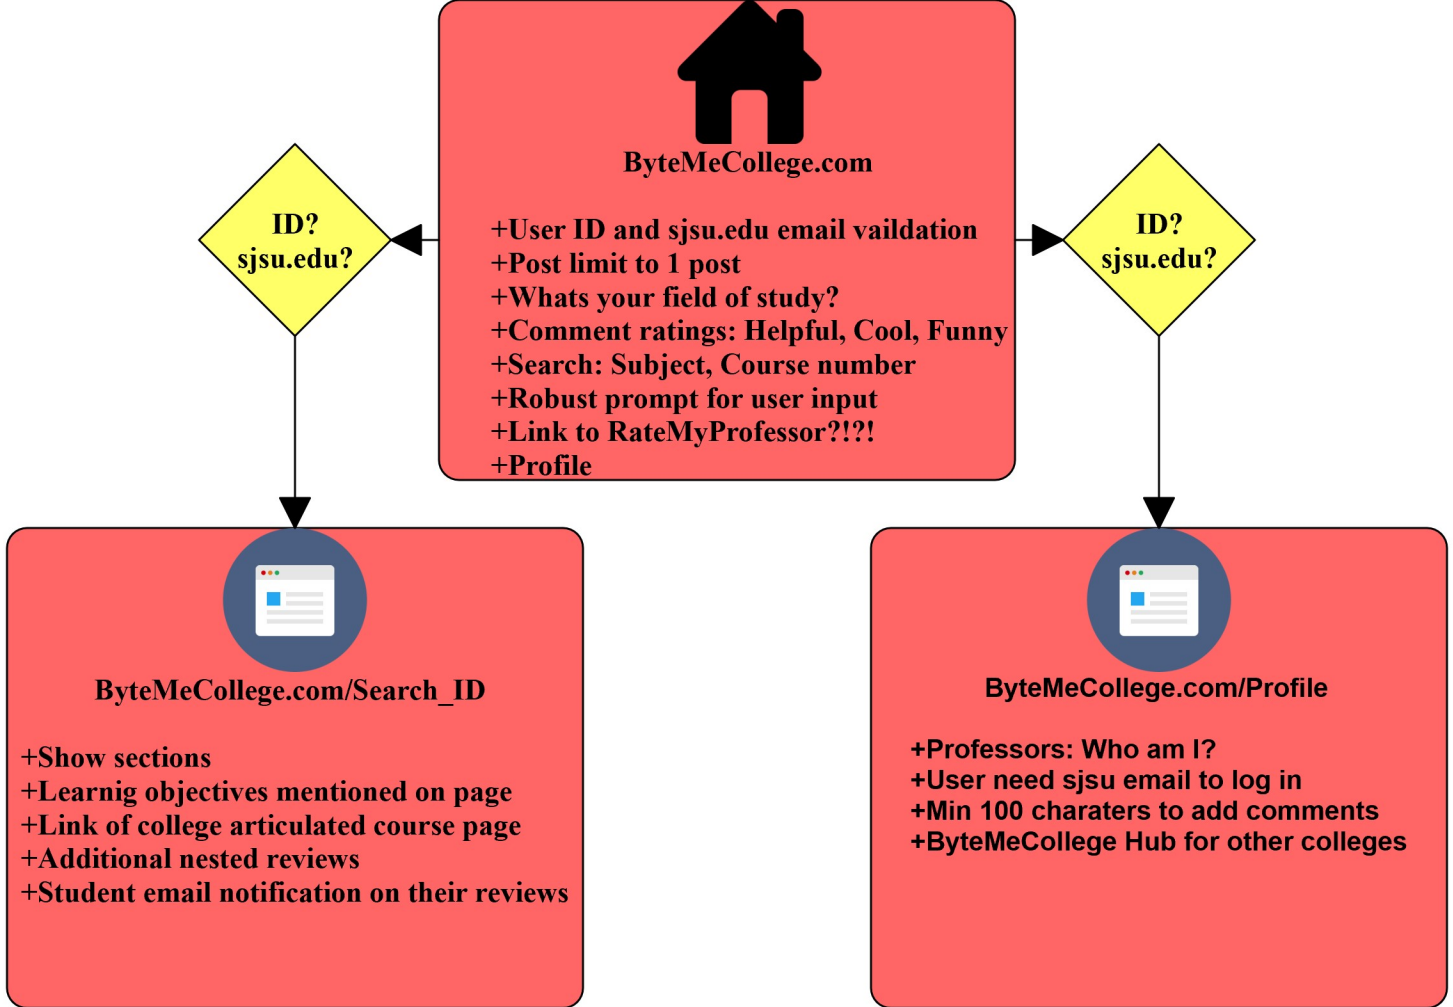 ByteMeCollege.com
+User ID and sjsu.edu email vaildation
+Post limit to 1 post
+Whats your field of study?
+Comment ratings: Helpful, Cool, Funny
+Search: Subject, Course number
+Robust prompt for user input
+Link to RateMyProfessor?!?!
+Profile
ID?
sjsu.edu?
ID?
sjsu.edu?
ByteMeCollege.com/Search_ID
+Show sections
+Learnig objectives mentioned on page
+Link of college articulated course page
+Additional nested reviews
+Student email notification on their reviews
ByteMeCollege.com/Profile
+Professors: Who am I?
+User need sjsu email to log in
+Min 100 charaters to add comments
+ByteMeCollege Hub for other colleges